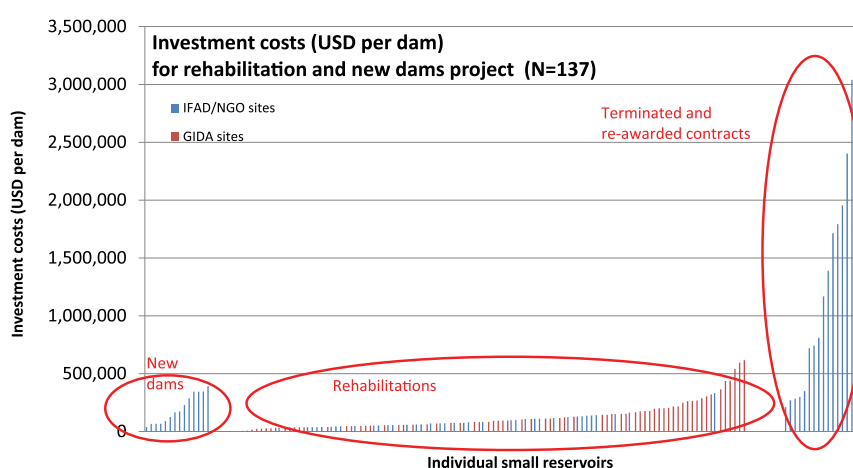 Investment costs (USD per dam)
for rehabilitation and new dams project (N=137)
IFAD/NGO sites
GIDA sites
Terminated and
re-awarded contracts
New
dams
Rehabilitations
3,500,000
3,000,000
2,500,000
2,000,000
1,500,000
1,000,000
500,000
0
Investment costs (USD per dam)
Individual small reservoirs